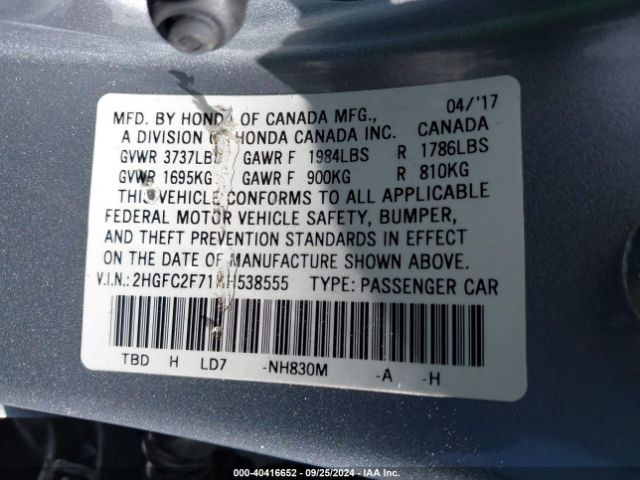 04/'17
MFD. BY HONDA OF CANADA MFG.,
A DIVISION OF HONDA CANADA INC. CANADA
GVWR 3737LBS GAWR F 1984LBS R 1786LBS
GVWR 1695KG GAWR F 900KG R 810KG
THIS VEHICLE CONFORMS TO ALL APPLICABLE
FEDERAL MOTOR VEHICLE SAFETY, BUMPER,
AND THEFT PREVENTION STANDARDS IN EFFECT
ON THE DATE OF MANUFACTURE SHOWN ABOVE.
V.I.N.: TYPE: PASSENGER CAR
TBD H LD7 -NH830M -A -H
000-40416652 - 09/25/2024 - IAA Inc.